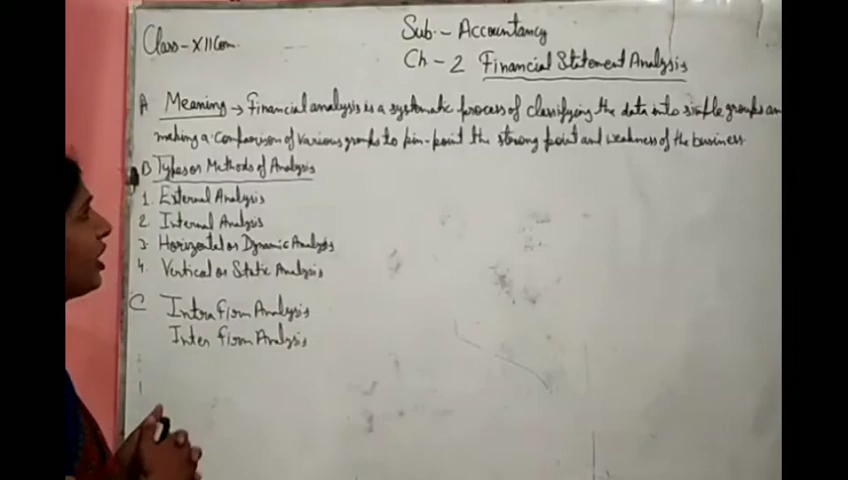 Class-XII Com.
Sub.- Accountancy
Ch-2 Financial Statement Analysis
A Meaning → Financial analysis is a systematic process of classifying the data into simple groups an
making a comparison of various groups to pin-point the strong point and weakness of the business
B Types or Methods of Analysis
1. External Analysis
2. Internal Analysis
3. Horizontal or Dynamic Analysis
4. Vertical or Static Analysis
C Intra firm Analysis
Inter firm Analysis